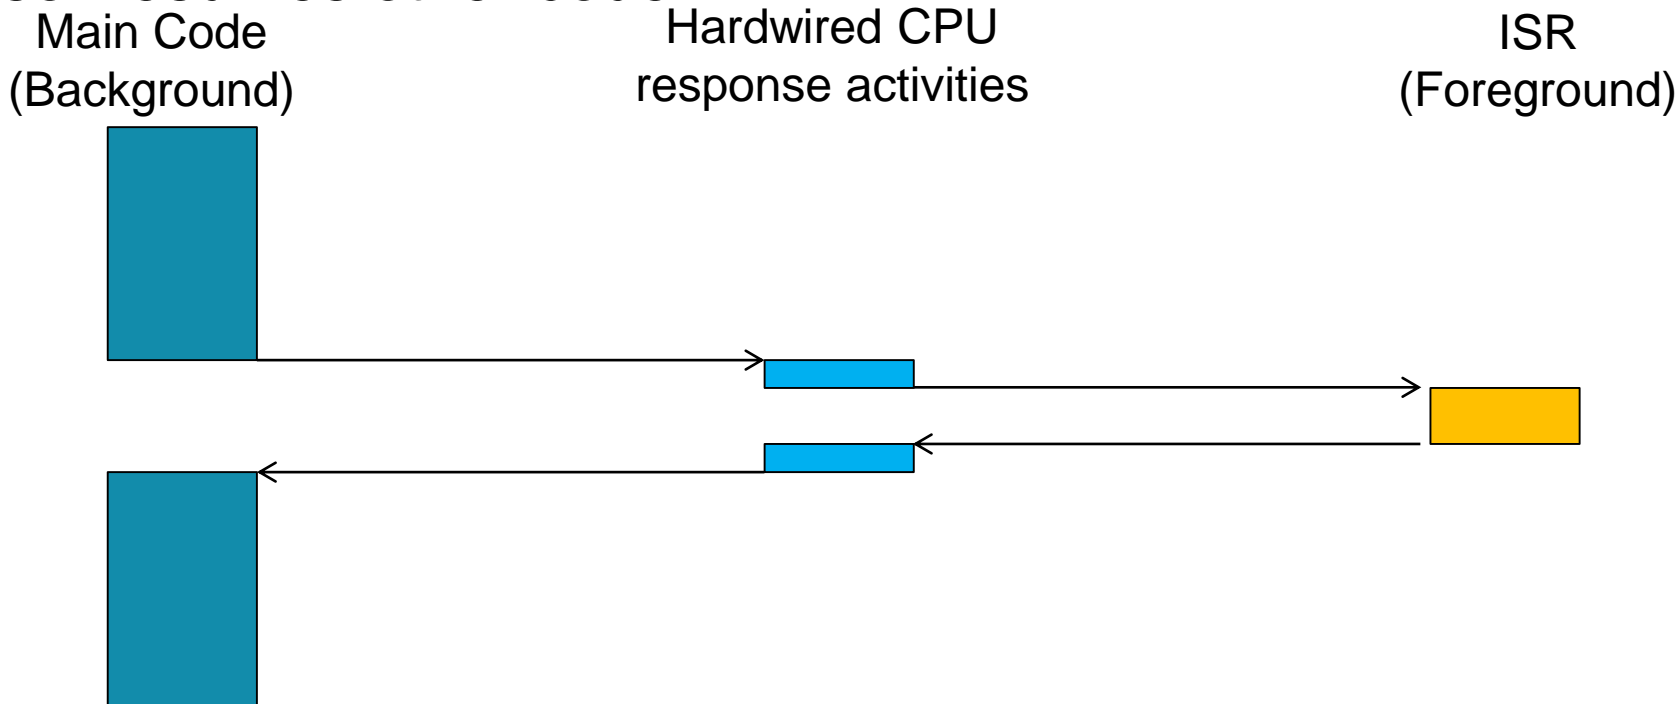 Main Code
(Background)
Hardwired CPU
response activities
ISR
(Foreground)